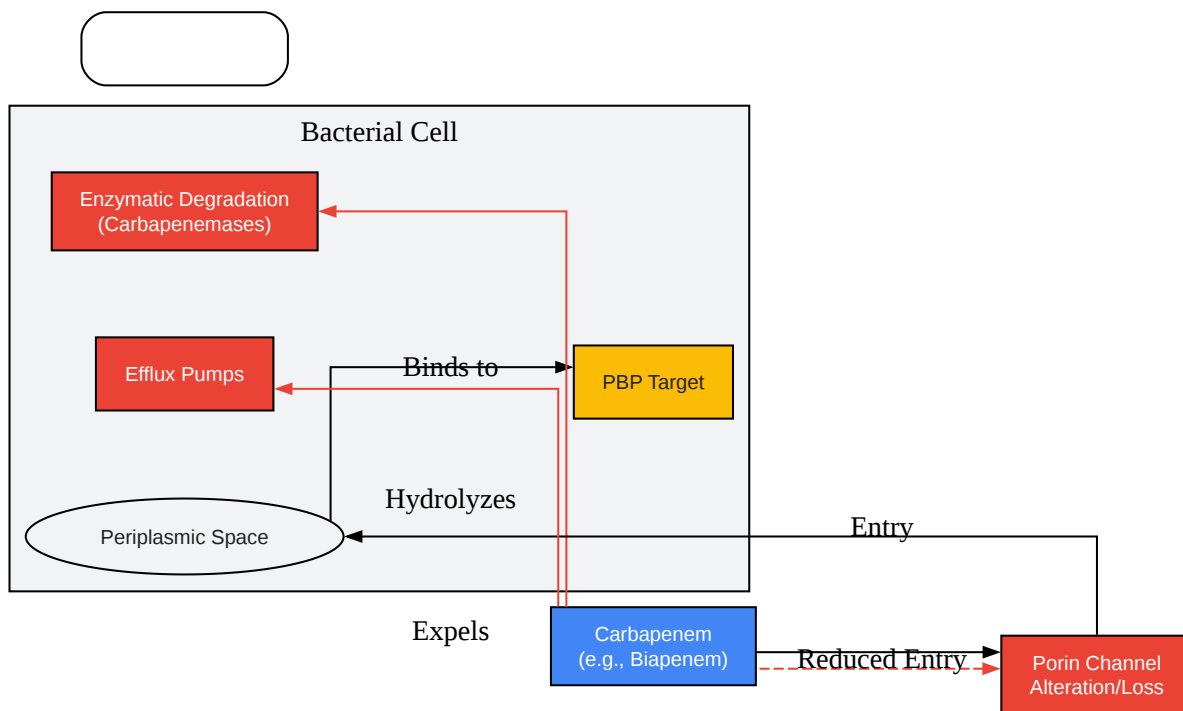 Bacterial Cell
Enzymatic Degradation
(Carbapenemases)
Efflux Pumps
Binds to
PBP Target
Hydrolyzes
Periplasmic Space
Entry
Expels
Carbapenem
(e.g., Biapenem)
Reduced Entry
Porin Channel
Alteration/Loss